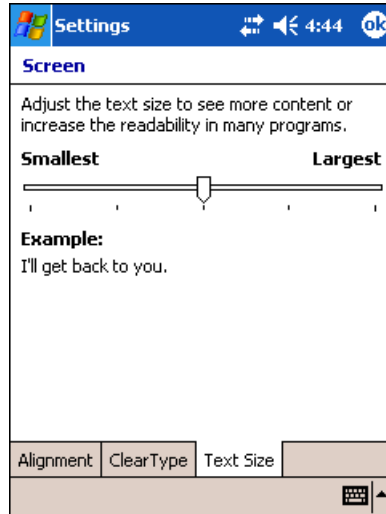 Settings 4:44 ok
Screen
Adjust the text size to see more content or
increase the readability in many programs.
Smallest Largest
Example:
I'll get back to you.
Alignment ClearType Text Size